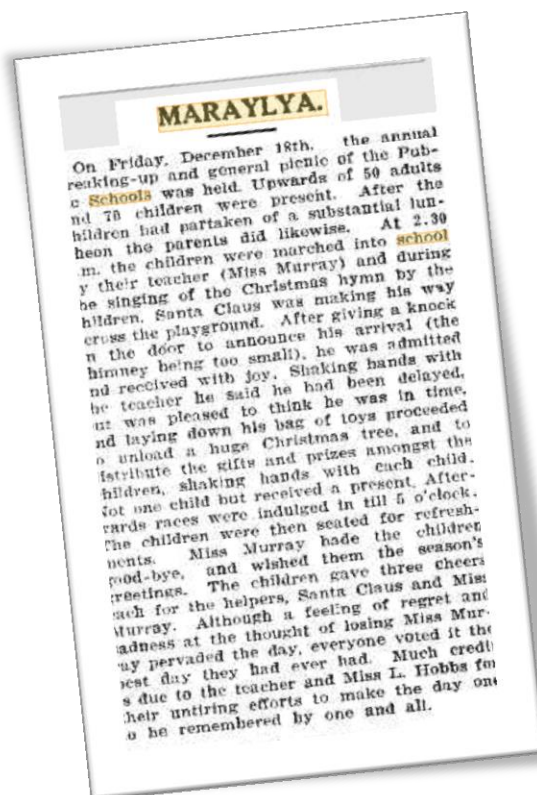 MARAYLYA.
On Friday, December 18th, the annual
reaking-up and general picnic of the Pub-
c Schools was held. Upwards of 50 adults
nd 70 children were present. After the
hildren had partaken of a substantial lun-
heon the parents did likewise. At 2.30
.m. the children were marched into school
y their teacher (Miss Murray) and during
he singing of the Christmas hymn by the
hildren, Santa Claus was making his way
cross the playground. After giving a knock
n the door to announce his arrival (the
himney being too small), he was admitted
nd received with joy. Shaking hands with
he teacher he said he had been delayed,
ut was pleased to think he was in time,
nd laying down his bag of toys proceeded
o unload a huge Christmas tree, and to
istribute the gifts and prizes amongst the
hildren, shaking hands with each child.
Not one child but received a present. After-
wards races were indulged in till 5 o'clock.
The children were then seated for refresh-
ments. Miss Murray bade the children
good-bye, and wished them the season's
greetings. The children gave three cheers
each for the helpers, Santa Claus and Miss
Murray. Although a feeling of regret and
adness at the thought of losing Miss Mur-
ay pervaded the day, everyone voted it the
best day they had ever had. Much credit
s due to the teacher and Miss L. Hobbs for
their untiring efforts to make the day one
o be remembered by one and all.